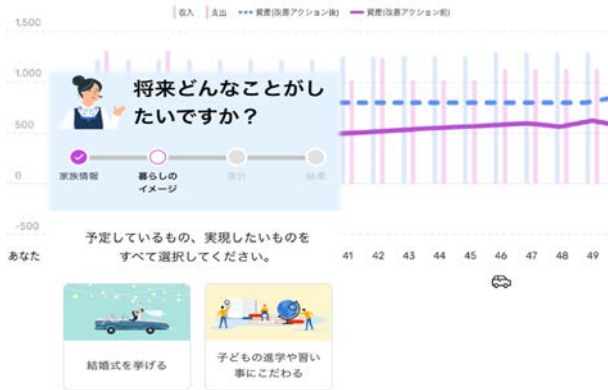 収入 支出 資産(改善アクション後) 資産(改善アクション前)
1,500
1,000
500
0
-500
将来どんなことがし
たいですか？
家族情報 暮らしの 家計 結果
イメージ
予定しているもの、実現したいものを
すべて選択してください。
あなた 41 42 43 44 45 46 47 48 49
結婚式を挙げる
子どもの進学や習い
事にこだわる